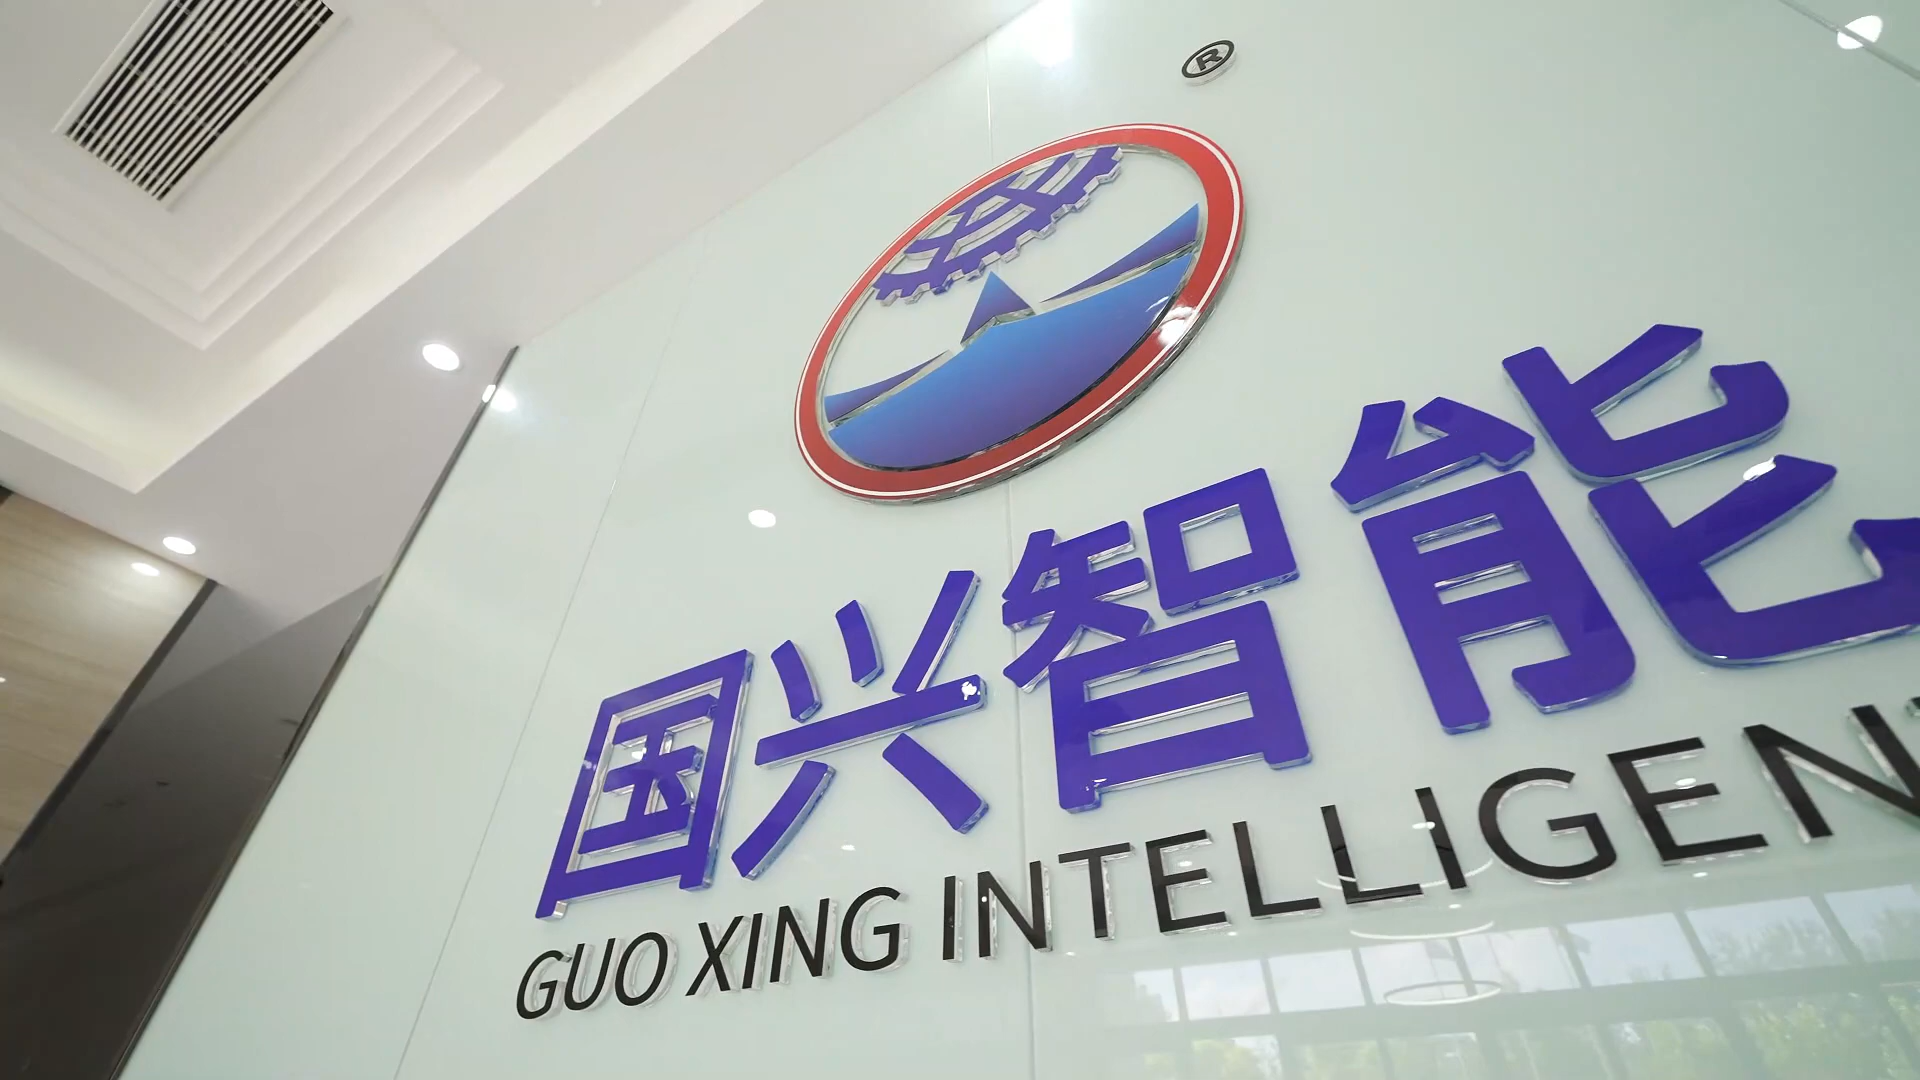 ®
国兴智能
GUO XING INTELLIGEN